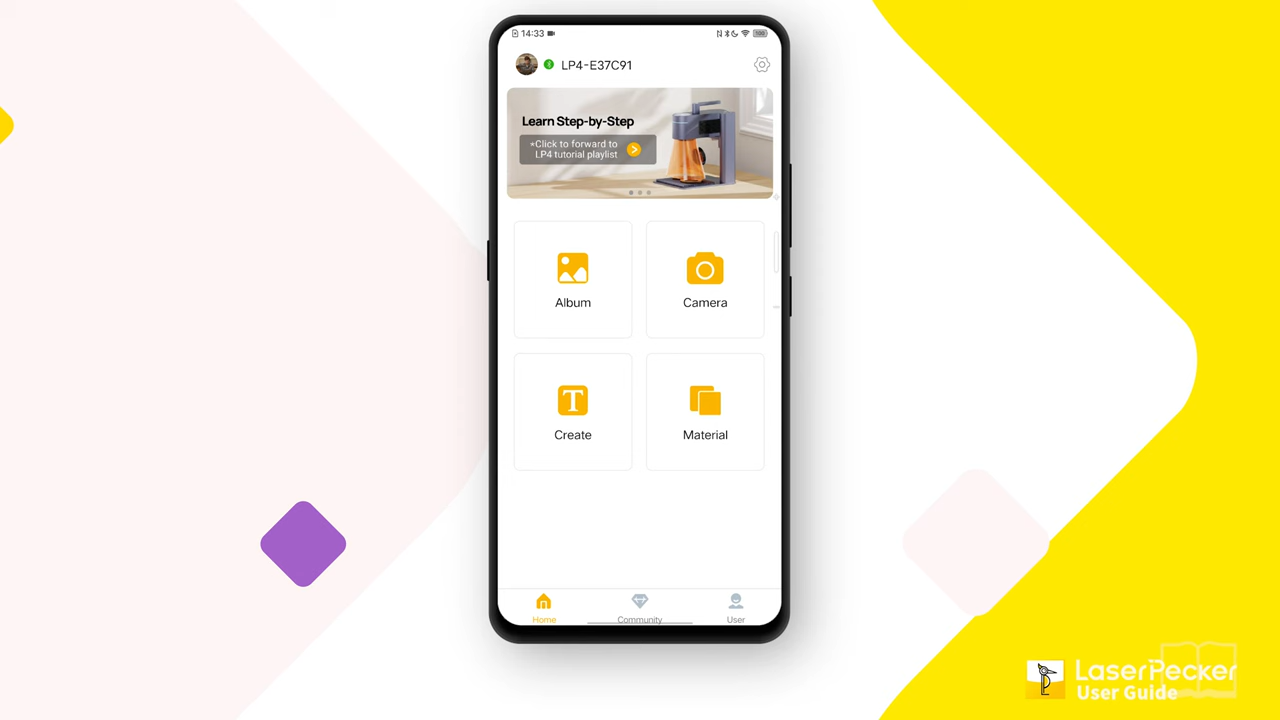 14:33
100
LP4-E37C91
Learn Step-by-Step
*Click to forward to
LP4 tutorial playlist
Album
Camera
Create
Material
Home
Community
User
LaserPecker
User Guide